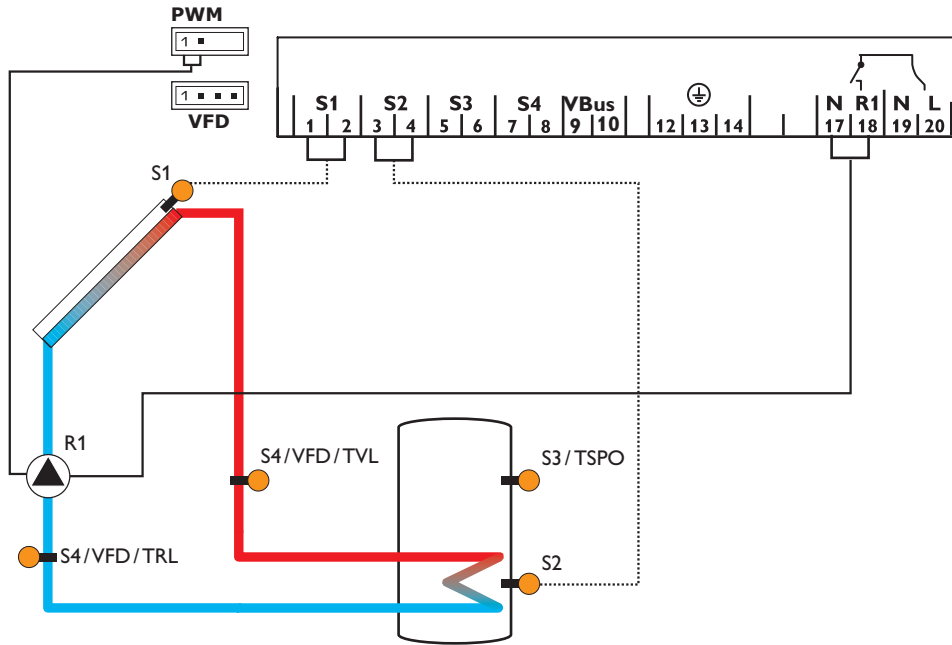 PWM
1
1
VFD
S1 S2 S3 S4 VBus N R1 N L
1 2 3 4 5 6 7 8 9 10 12 13 14 17 18 19 20
S1
R1
S4/VFD/TVL
S3/TSPO
S4/VFD/TRL
S2